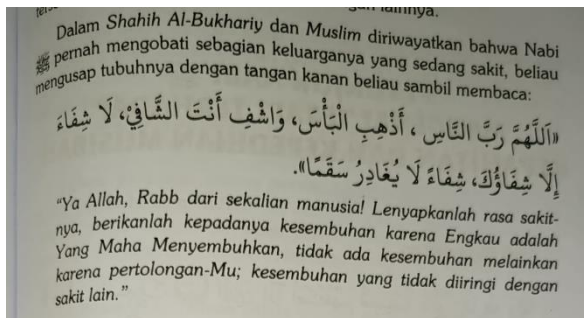 lainnya.
Dalam Shahih Al-Bukhariy dan Muslim diriwayatkan bahwa Nabi
ﷺ pernah mengobati sebagian keluarganya yang sedang sakit, beliau
mengusap tubuhnya dengan tangan kanan beliau sambil membaca:
«اَللَّهُمَّ رَبَّ النَّاسِ، أَذْهِبِ الْبَأْسَ، وَاشْفِ أَنْتَ الشَّافِيْ، لَا شِفَاءَ
إِلَّا شِفَاؤُكَ، شِفَاءً لَا يُغَادِرُ سَقَمًا».
“Ya Allah, Rabb dari sekalian manusia! Lenyapkanlah rasa sakit-
nya, berikanlah kepadanya kesembuhan karena Engkau adalah
Yang Maha Menyembuhkan, tidak ada kesembuhan melainkan
karena pertolongan-Mu; kesembuhan yang tidak diiringi dengan
sakit lain.”